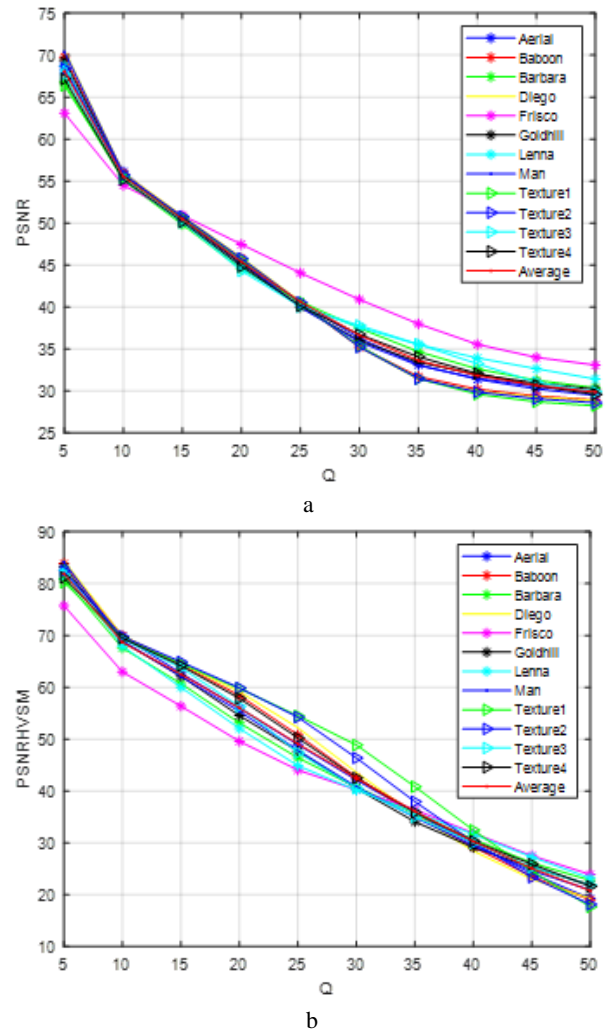 75
70
65
60
55
50
45
40
35
30
25
PSNR
5 10 15 20 25 30 35 40 45 50
Q
Aerial
Baboon
Barbara
Diego
Frisco
Goldhill
Lenna
Man
Texture1
Texture2
Texture3
Texture4
Average
a
90
80
70
60
50
40
30
20
10
PSNRHVSM
5 10 15 20 25 30 35 40 45 50
Q
Aerial
Baboon
Barbara
Diego
Frisco
Goldhill
Lenna
Man
Texture1
Texture2
Texture3
Texture4
Average
b